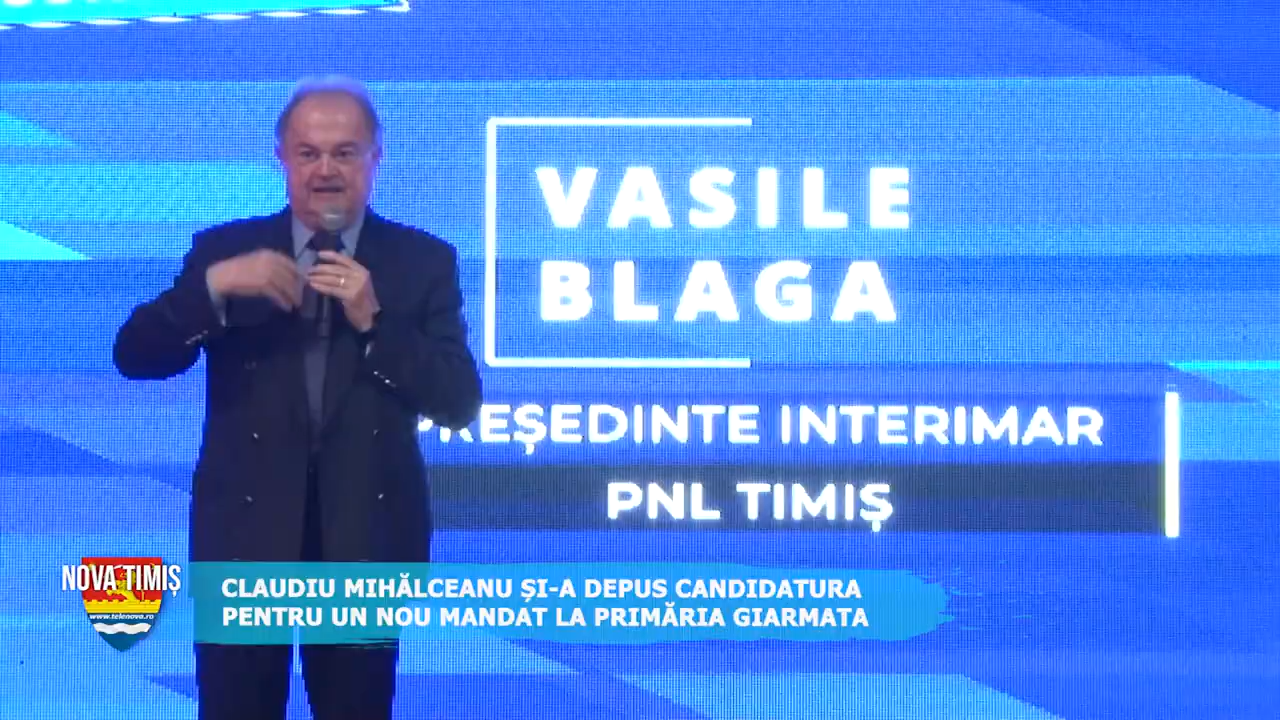 VASILE
BLAGA
PREȘEDINTE INTERIMAR
PNL TIMIȘ
NOVA TIMIȘ
www.telenova.ro
CLAUDIU MIHĂLCEANU ȘI-A DEPUS CANDIDATURA
PENTRU UN NOU MANDAT LA PRIMĂRIA GIARMATA